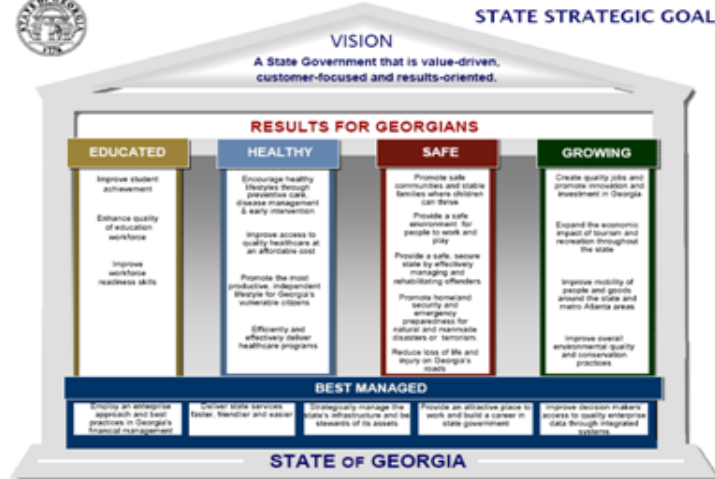 STATE OF GEORGIA
1776
STATE STRATEGIC GOAL
VISION
A State Government that is value-driven,
customer-focused and results-oriented.
RESULTS FOR GEORGIANS
EDUCATED
Improve student
achievement
Enhance quality
of education
workforce
Improve
workforce
readiness skills
HEALTHY
Encourage healthy
lifestyles through
preventive care,
disease management
& early intervention
Improve access to
quality healthcare at
an affordable cost
Promote the most
productive, independent
lifestyle for Georgia's
vulnerable citizens
Efficiently and
effectively deliver
healthcare programs
SAFE
Promote safe
communities and stable
families where children
can thrive
Provide a safe
environment for
people to work and
play
Provide a safe, secure
state by effectively
managing and
rehabilitating offenders
Promote homeland
security and
emergency
preparedness for
natural and manmade
disasters or terrorism.
Reduce loss of life and
injury on Georgia's
roads
GROWING
Create quality jobs and
promote innovation and
investment in Georgia
Expand the economic
impact of tourism and
recreation throughout
the state
Improve mobility of
people and goods
around the state and
metro Atlanta areas
Improve overall
environmental quality
and conservation
practices
BEST MANAGED
Employ an enterprise
approach and best
practices in Georgia's
financial management
Deliver state services
faster, friendlier and easier
Strategically manage the
state's infrastructure and be
stewards of its assets
Provide an attractive place to
work and build a career in
state government
Improve decision makers'
access to quality enterprise
data through integrated
systems.
STATE OF GEORGIA